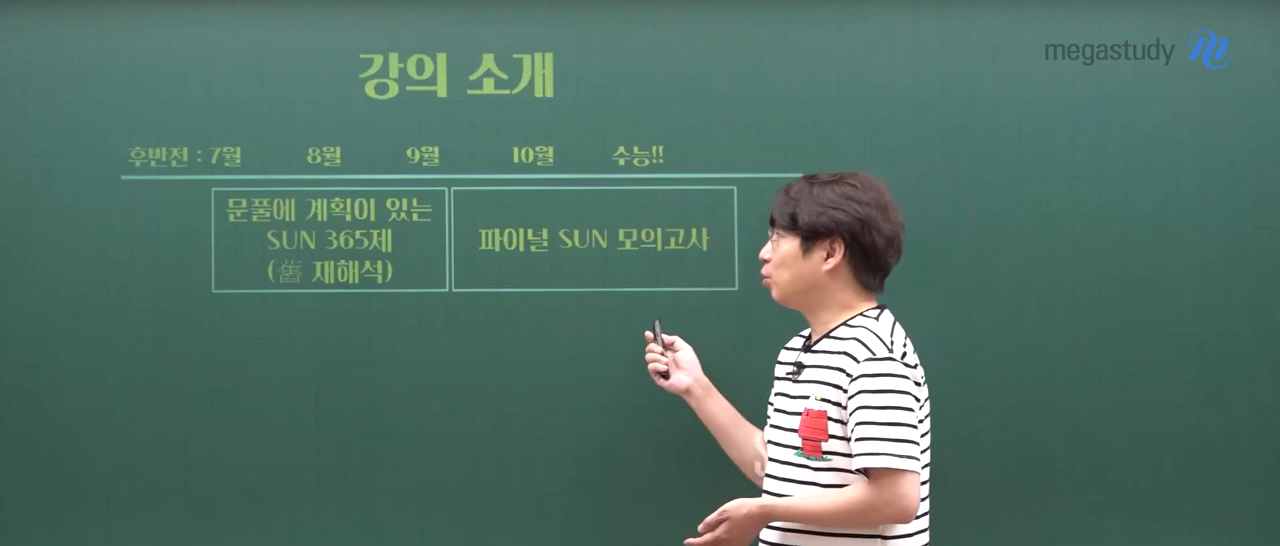 megastudy
강의 소개
후반전 : 7월 8월 9월 10월 수능!!
문풀에 계획이 있는
SUN 365제
(舊 재해석)
파이널 SUN 모의고사